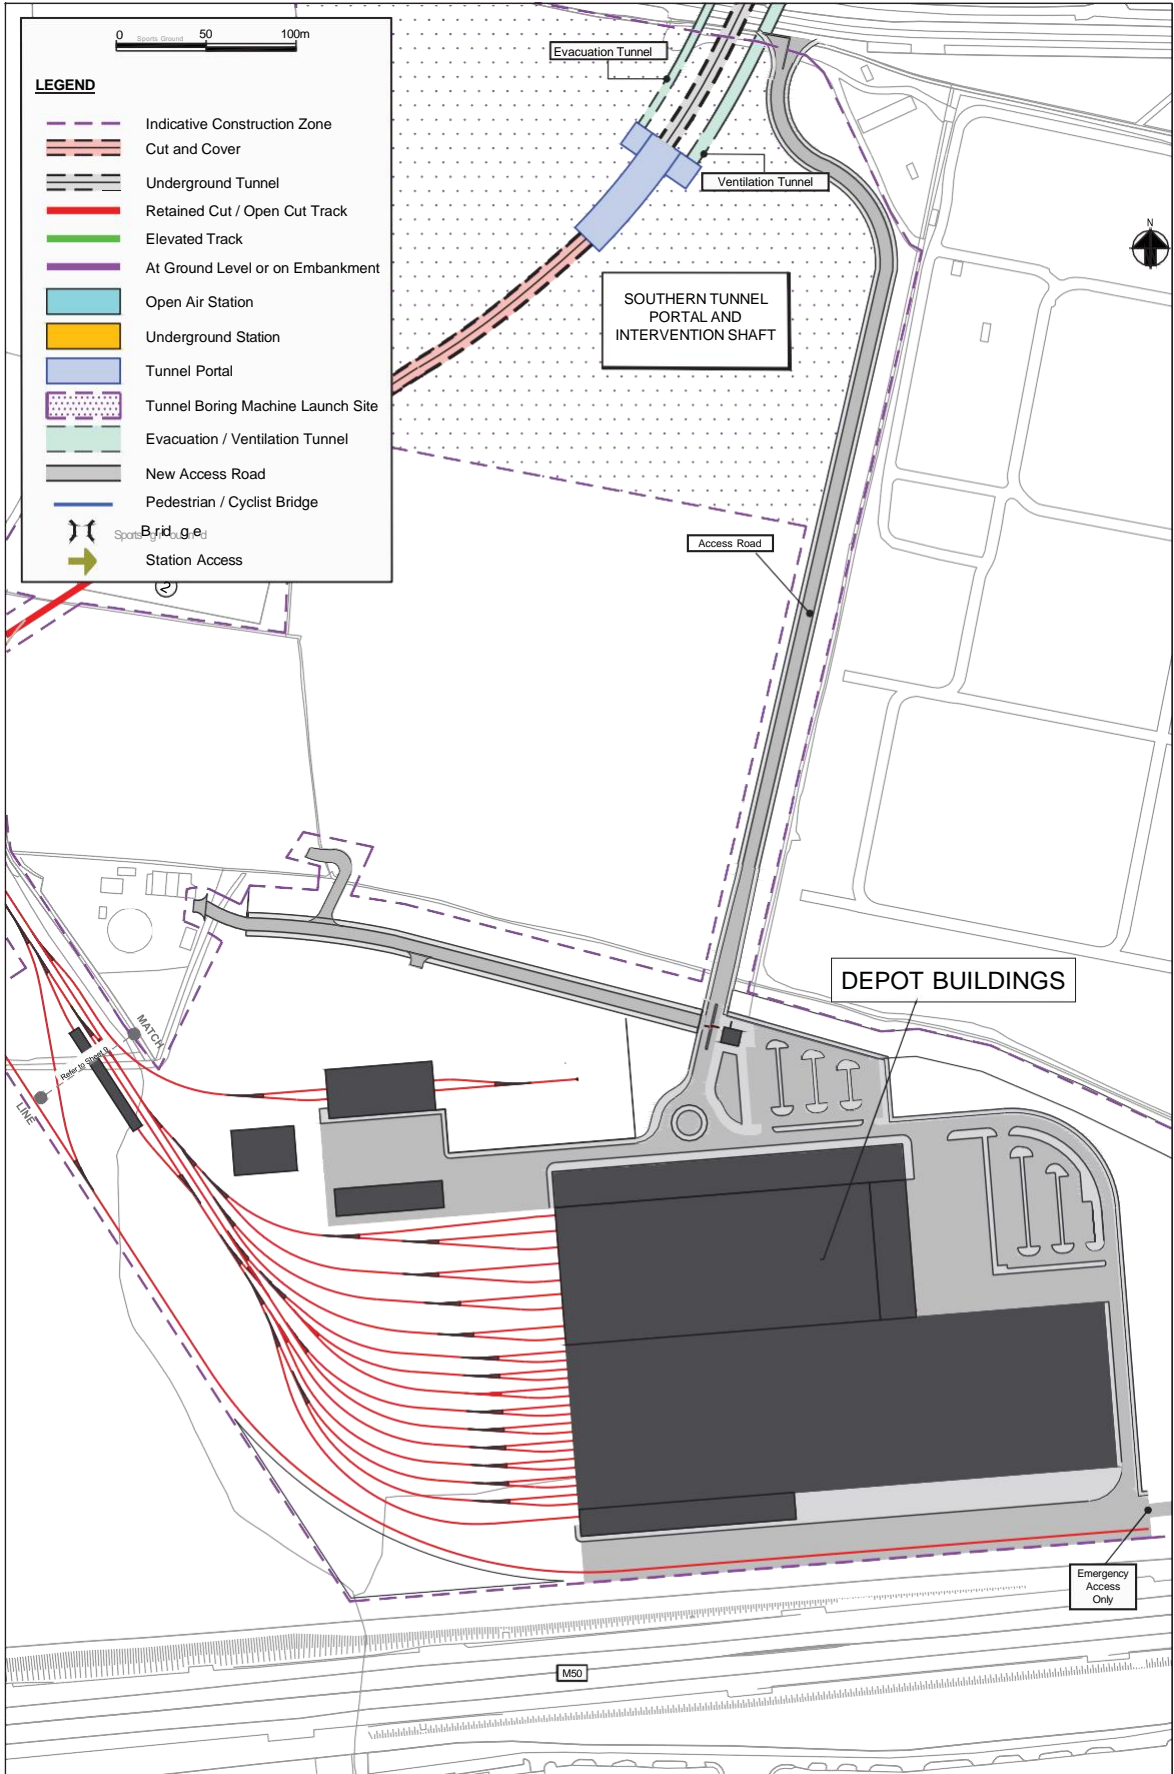 0 50 100m
Sports Ground
LEGEND
Indicative Construction Zone
Cut and Cover
Underground Tunnel
Retained Cut / Open Cut Track
Elevated Track
At Ground Level or on Embankment
Open Air Station
Underground Station
Tunnel Portal
Tunnel Boring Machine Launch Site
Evacuation / Ventilation Tunnel
New Access Road
Pedestrian / Cyclist Bridge
Bridge
Station Access
Evacuation Tunnel
Ventilation Tunnel
N
SOUTHERN TUNNEL
PORTAL AND
INTERVENTION SHAFT
Access Road
DEPOT BUILDINGS
MATCH
Refer to Sheet 9
LINE
Emergency
Access
Only
M50